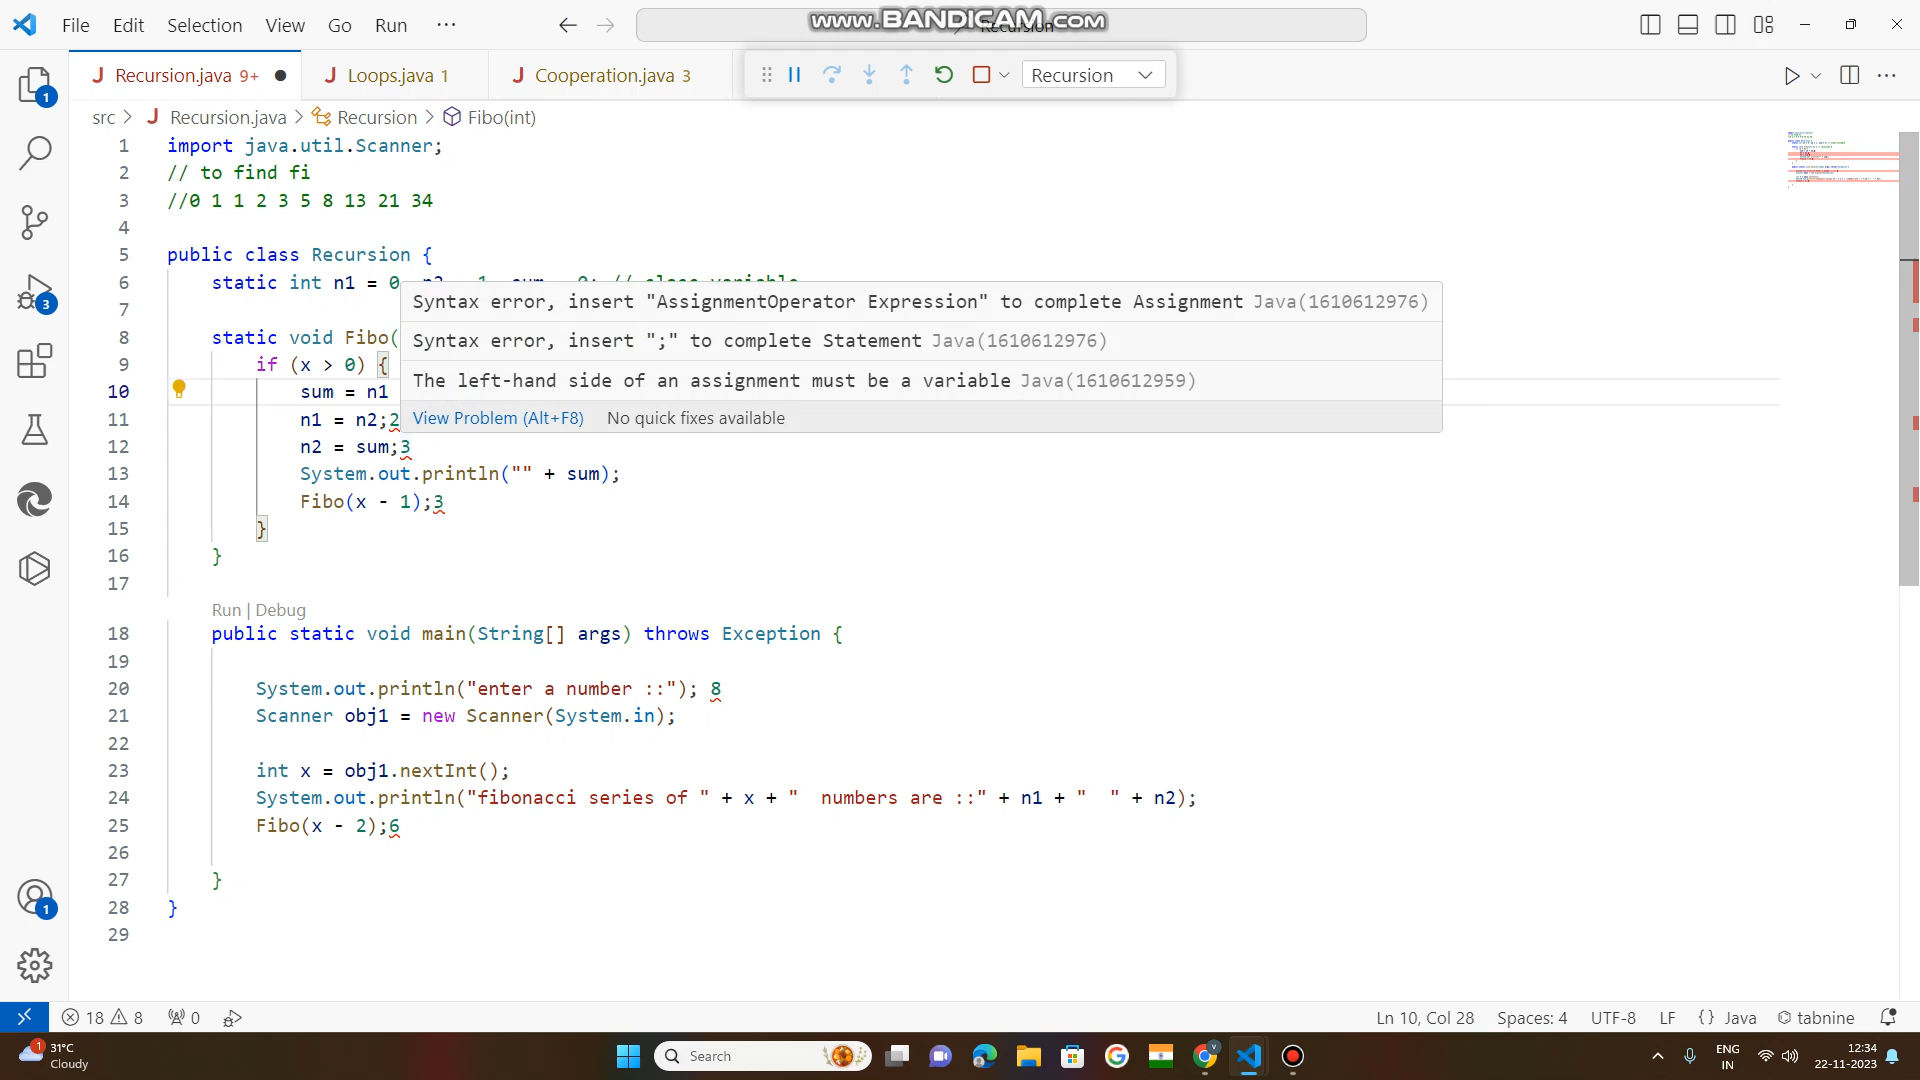 File Edit Selection View Go Run ···
www.BANDICAM.com
Recursion
Recursion.java 9+
Loops.java 1
Cooperation.java 3
Recursion
src > Recursion.java > Recursion > Fibo(int)
1 import java.util.Scanner;
2 // to find fi
3 //0 1 1 2 3 5 8 13 21 34
4
5 public class Recursion {
6 static int n1 = 0
Syntax error, insert "AssignmentOperator Expression" to complete Assignment Java(1610612976)
7
Syntax error, insert ";" to complete Statement Java(1610612976)
8 static void Fibo(
9 if (x > 0) {
The left-hand side of an assignment must be a variable Java(1610612959)
10 sum = n1
View Problem (Alt+F8) No quick fixes available
11 n1 = n2;2
12 n2 = sum;3
13 System.out.println("" + sum);
14 Fibo(x - 1);3
15 }
16 }
17
Run | Debug
18 public static void main(String[] args) throws Exception {
19
20 System.out.println("enter a number ::"); 8
21 Scanner obj1 = new Scanner(System.in);
22
23 int x = obj1.nextInt();
24 System.out.println("fibonacci series of " + x + "  numbers are ::" + n1 + "  " + n2);
25 Fibo(x - 2);6
26
27 }
28 }
29
1
3
1
18 8 0
Ln 10, Col 28 Spaces: 4 UTF-8 LF {} Java tabnine
1
31°C
Cloudy
Search
ENG
IN
12:34
22-11-2023